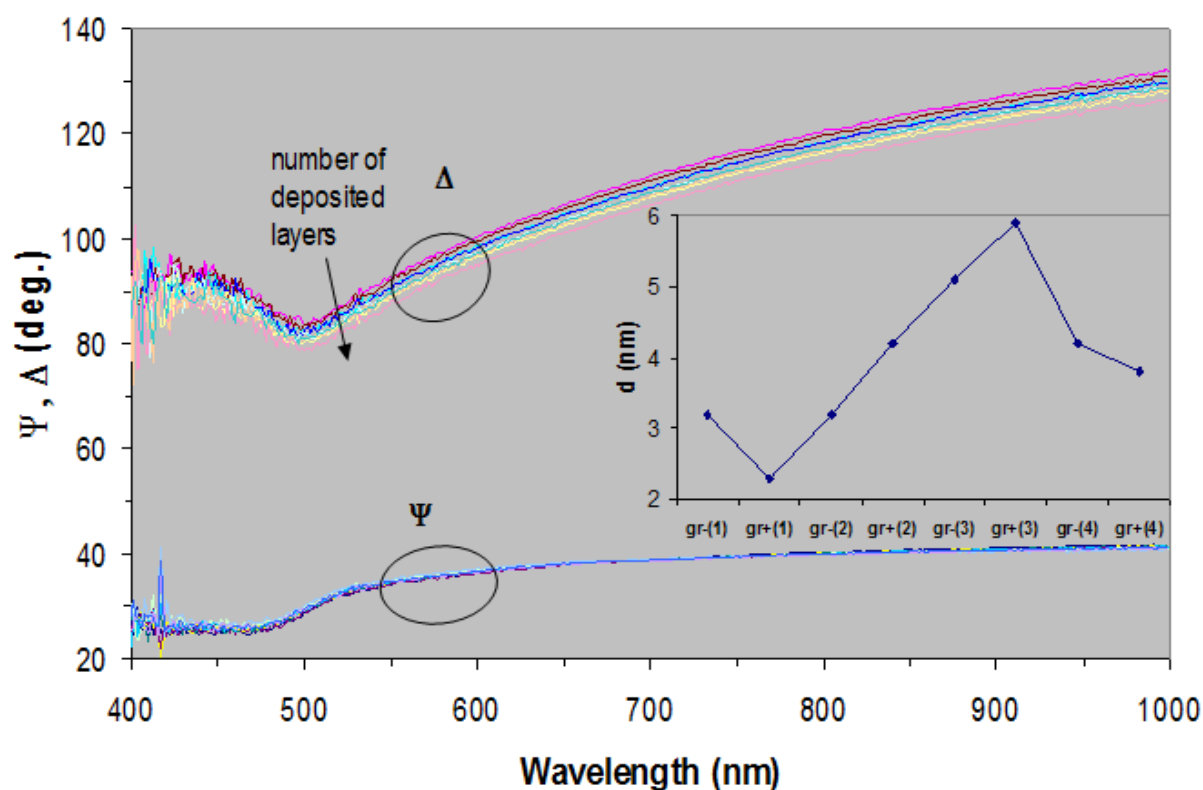 140
120
100
80
60
40
20
Ψ , Δ (deg.)
number of
deposited
layers
Δ
Ψ
6
5
4
3
2
d (nm)
gr-(1) gr+(1) gr-(2) gr+(2) gr-(3) gr+(3) gr-(4) gr+(4)
400 500 600 700 800 900 1000
Wavelength (nm)